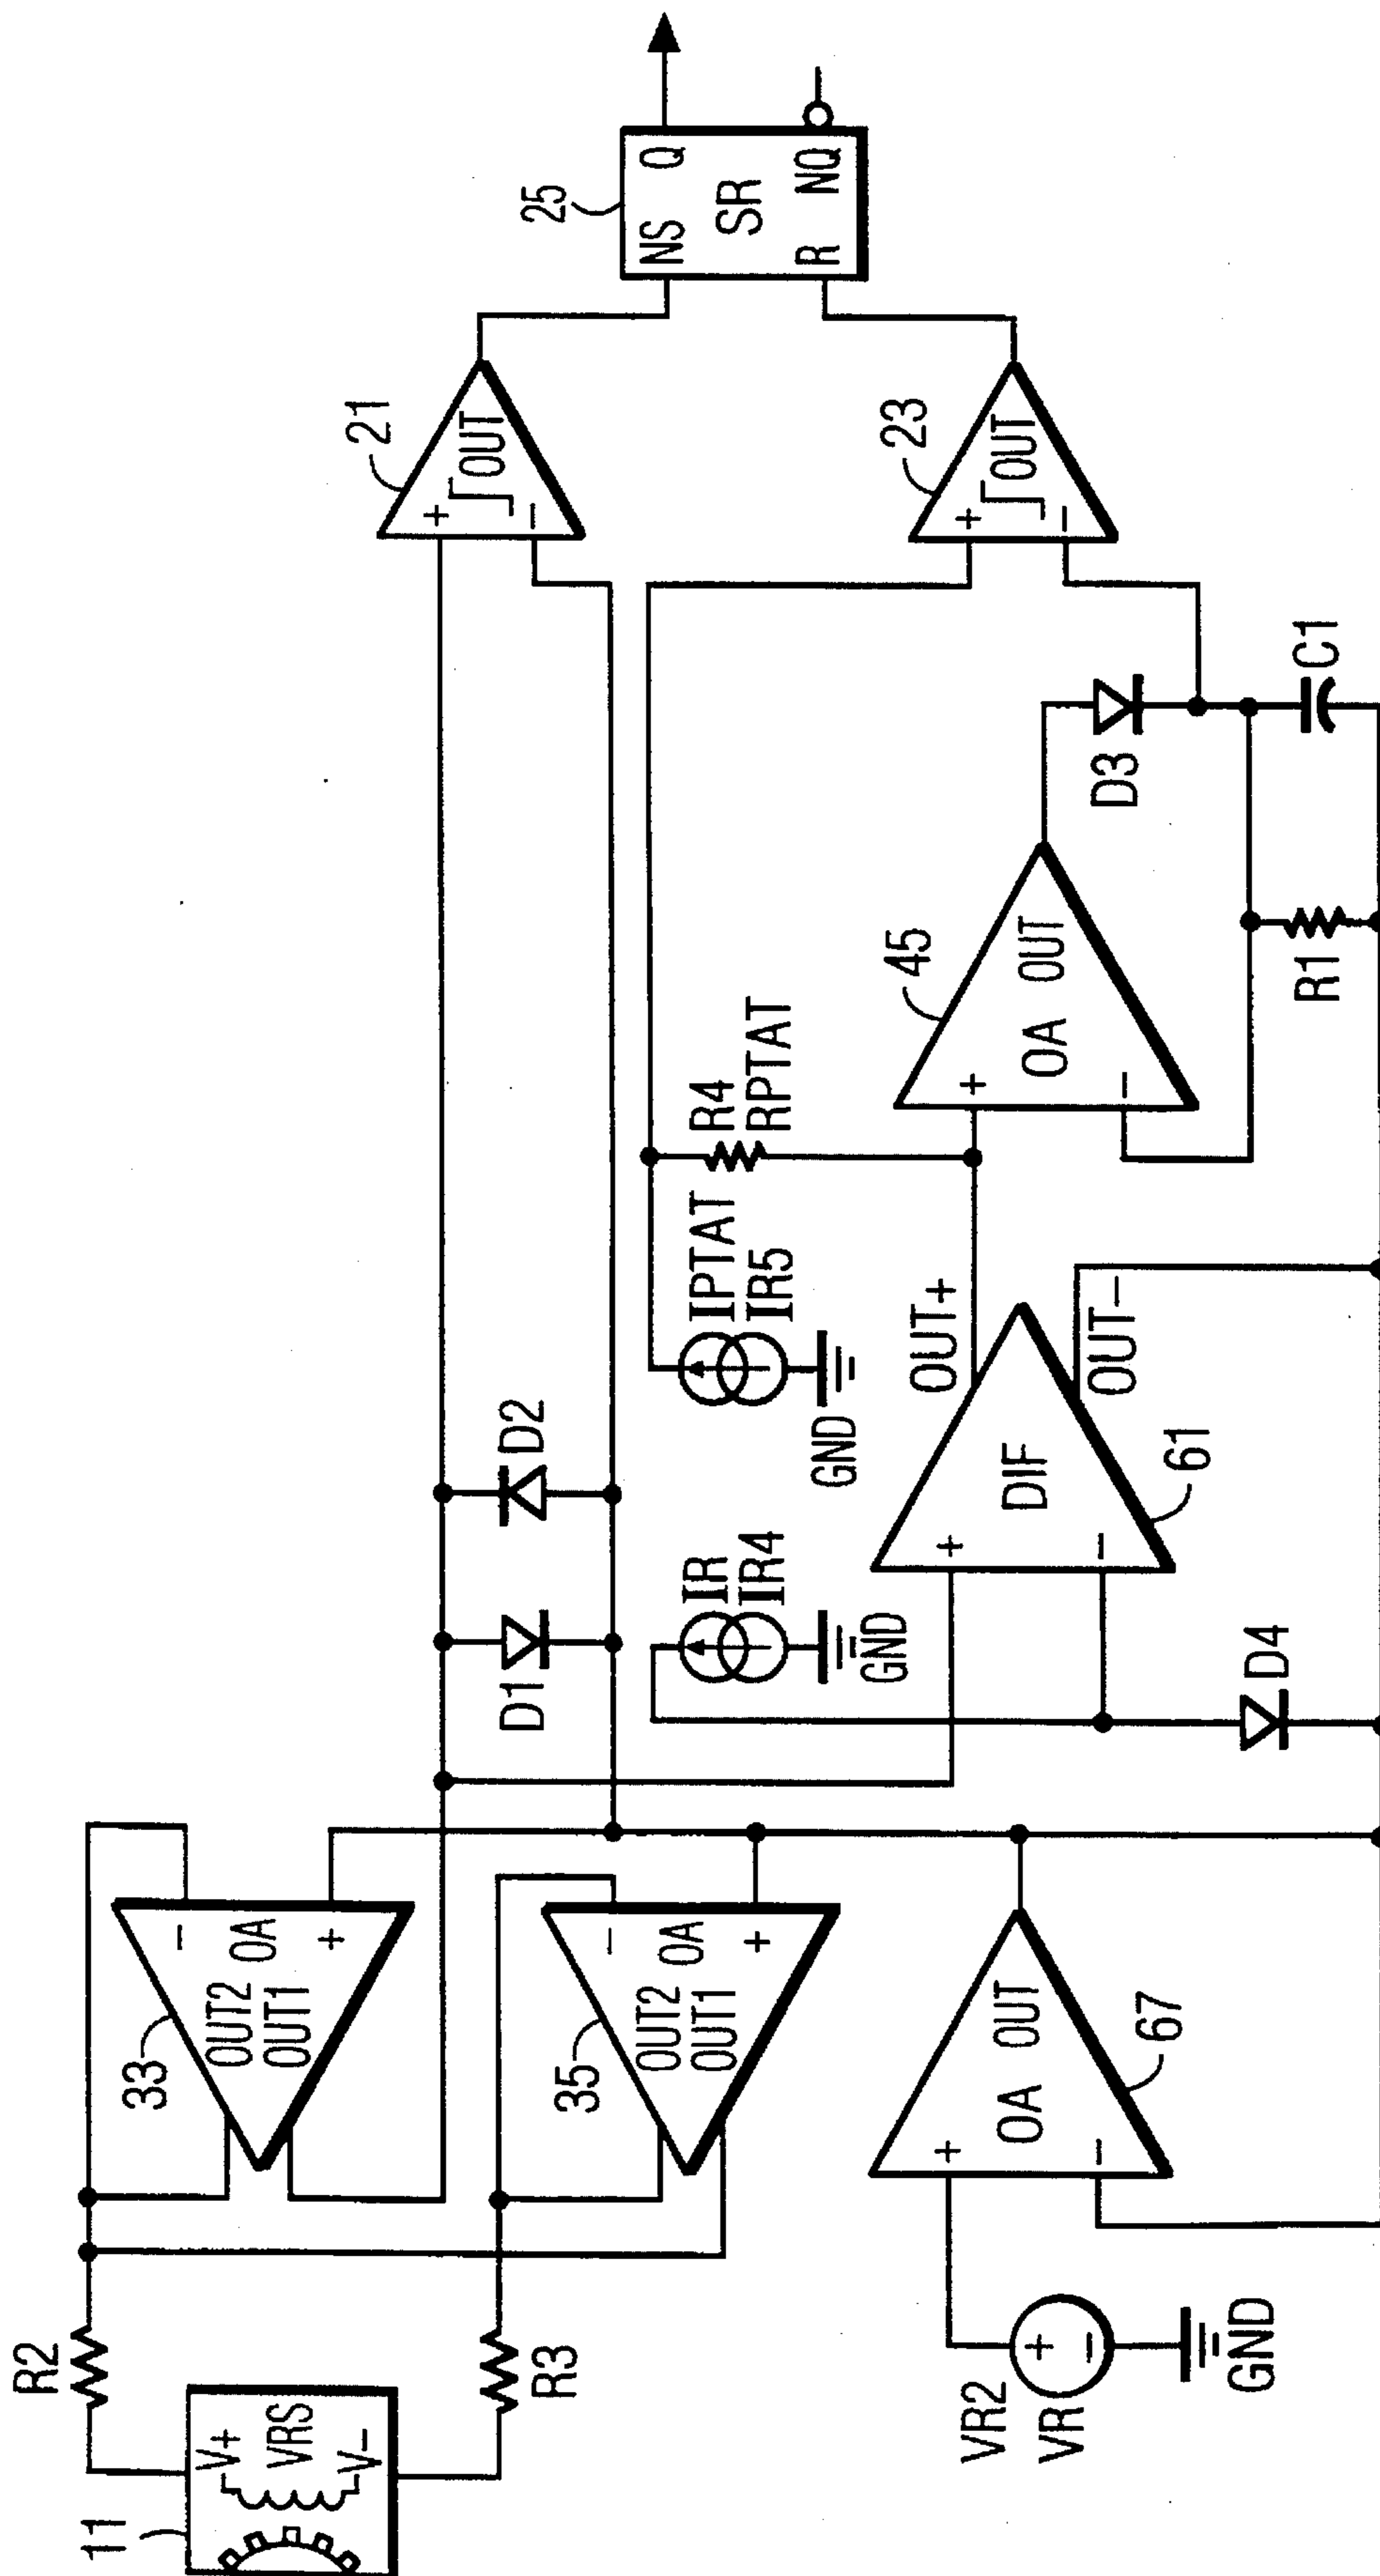 11
V+
VRS
V-
R2
R3
33
-
OA
+
OUT2
OUT1
35
-
OA
+
OUT2
OUT1
VR2
VR
+
-
GND
67
+
-
OA OUT
D1
D2
IR
IR4
GND
D4
61
+
-
DIF
OUT+
OUT-
IPTAT
IR5
GND
R4
RPTAT
45
+
-
OA OUT
D3
R1
C1
21
+
-
OUT
23
+
-
OUT
25
NS Q
SR
R NQ